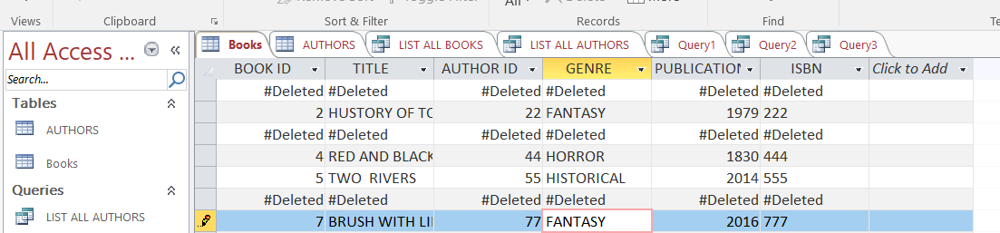 All
Views Clipboard Sort & Filter Records Find
All Access ... Books AUTHORS LIST ALL BOOKS LIST ALL AUTHORS Query1 Query2 Query3
BOOK ID TITLE AUTHOR ID GENRE PUBLICATION ISBN Click to Add
Search... #Deleted #Deleted #Deleted #Deleted #Deleted #Deleted
Tables 2 HUSTORY OF TO 22 FANTASY 1979 222
AUTHORS #Deleted #Deleted #Deleted #Deleted #Deleted #Deleted
4 RED AND BLACK 44 HORROR 1830 444
Books 5 TWO RIVERS 55 HISTORICAL 2014 555
Queries #Deleted #Deleted #Deleted #Deleted #Deleted #Deleted
LIST ALL AUTHORS 7 BRUSH WITH LI 77 FANTASY 2016 777